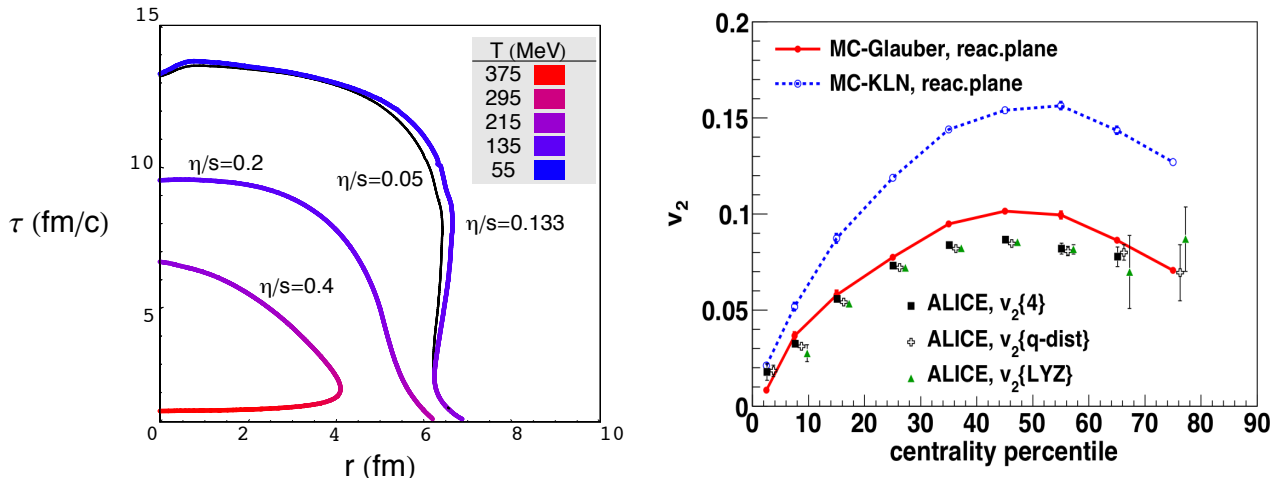 15
10
5
0
2
4
6
8
10
τ (fm/c)
r (fm)
T (MeV)
375
295
215
135
55
η/s=0.2
η/s=0.05
η/s=0.133
η/s=0.4
0.2
0.15
0.1
0.05
0
v2
0 10 20 30 40 50 60 70 80 90
centrality percentile
MC-Glauber, reac.plane
MC-KLN, reac.plane
ALICE, v2{4}
ALICE, v2{q-dist}
ALICE, v2{LYZ}